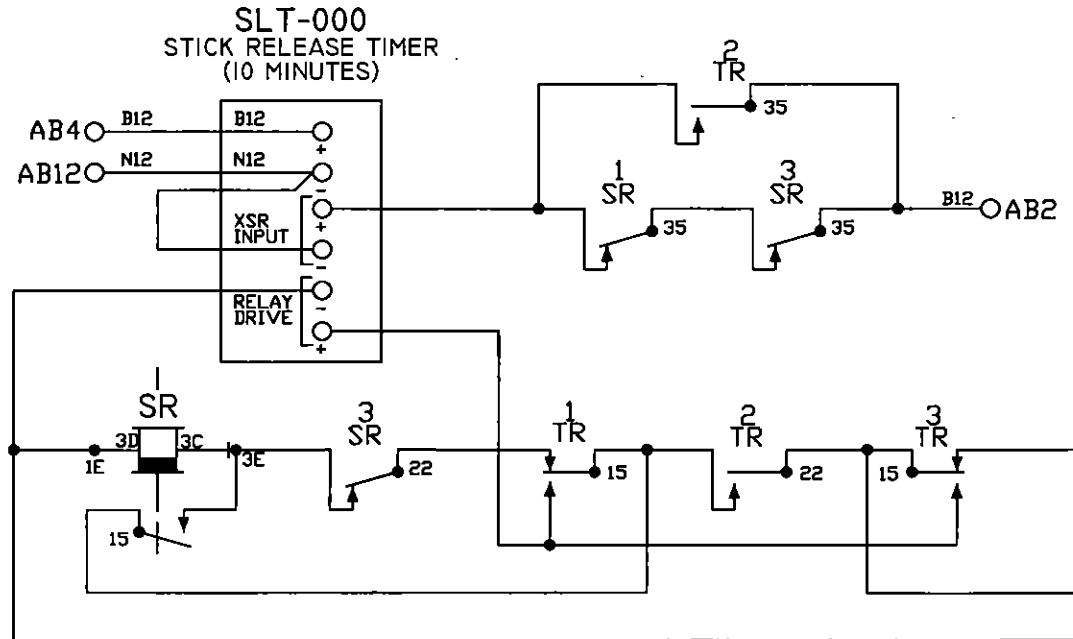 SLT-000
STICK RELEASE TIMER
(10 MINUTES)
2
TR
35
AB4 B12 B12 +
AB12 N12 N12 -
XSR
INPUT
+
-
1
SR
35
3
SR
35
B12 AB2
RELAY
DRIVE
-
+
SR
3D 3C
1E 3E
15
3
SR
22
1
TR
15
2
TR
22
3
TR
15